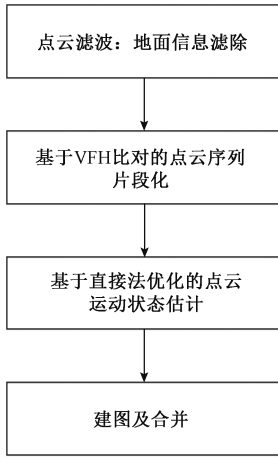 点云滤波：地面信息滤除
基于VFH比对的点云序列
片段化
基于直接法优化的点云
运动状态估计
建图及合并